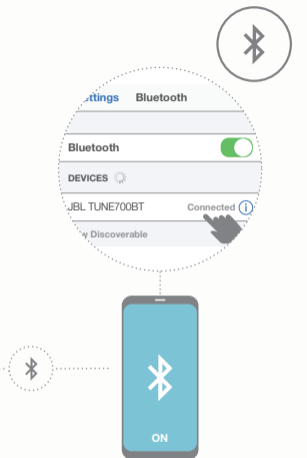 Bluetooth
Bluetooth
DEVICES
JBL TUNE700BT Connected
Discoverable
ON